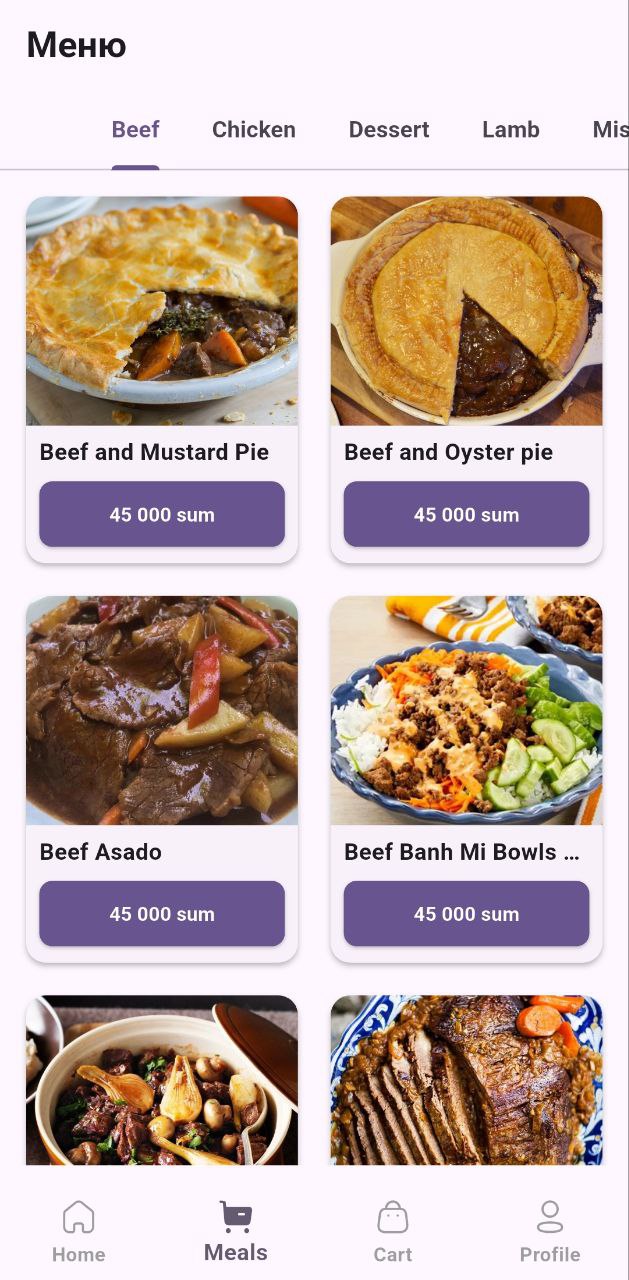 Меню
Beef Chicken Dessert Lamb Mis
Beef and Mustard Pie
45 000 sum
Beef and Oyster pie
45 000 sum
Beef Asado
45 000 sum
Beef Banh Mi Bowls ...
45 000 sum
Home Meals Cart Profile